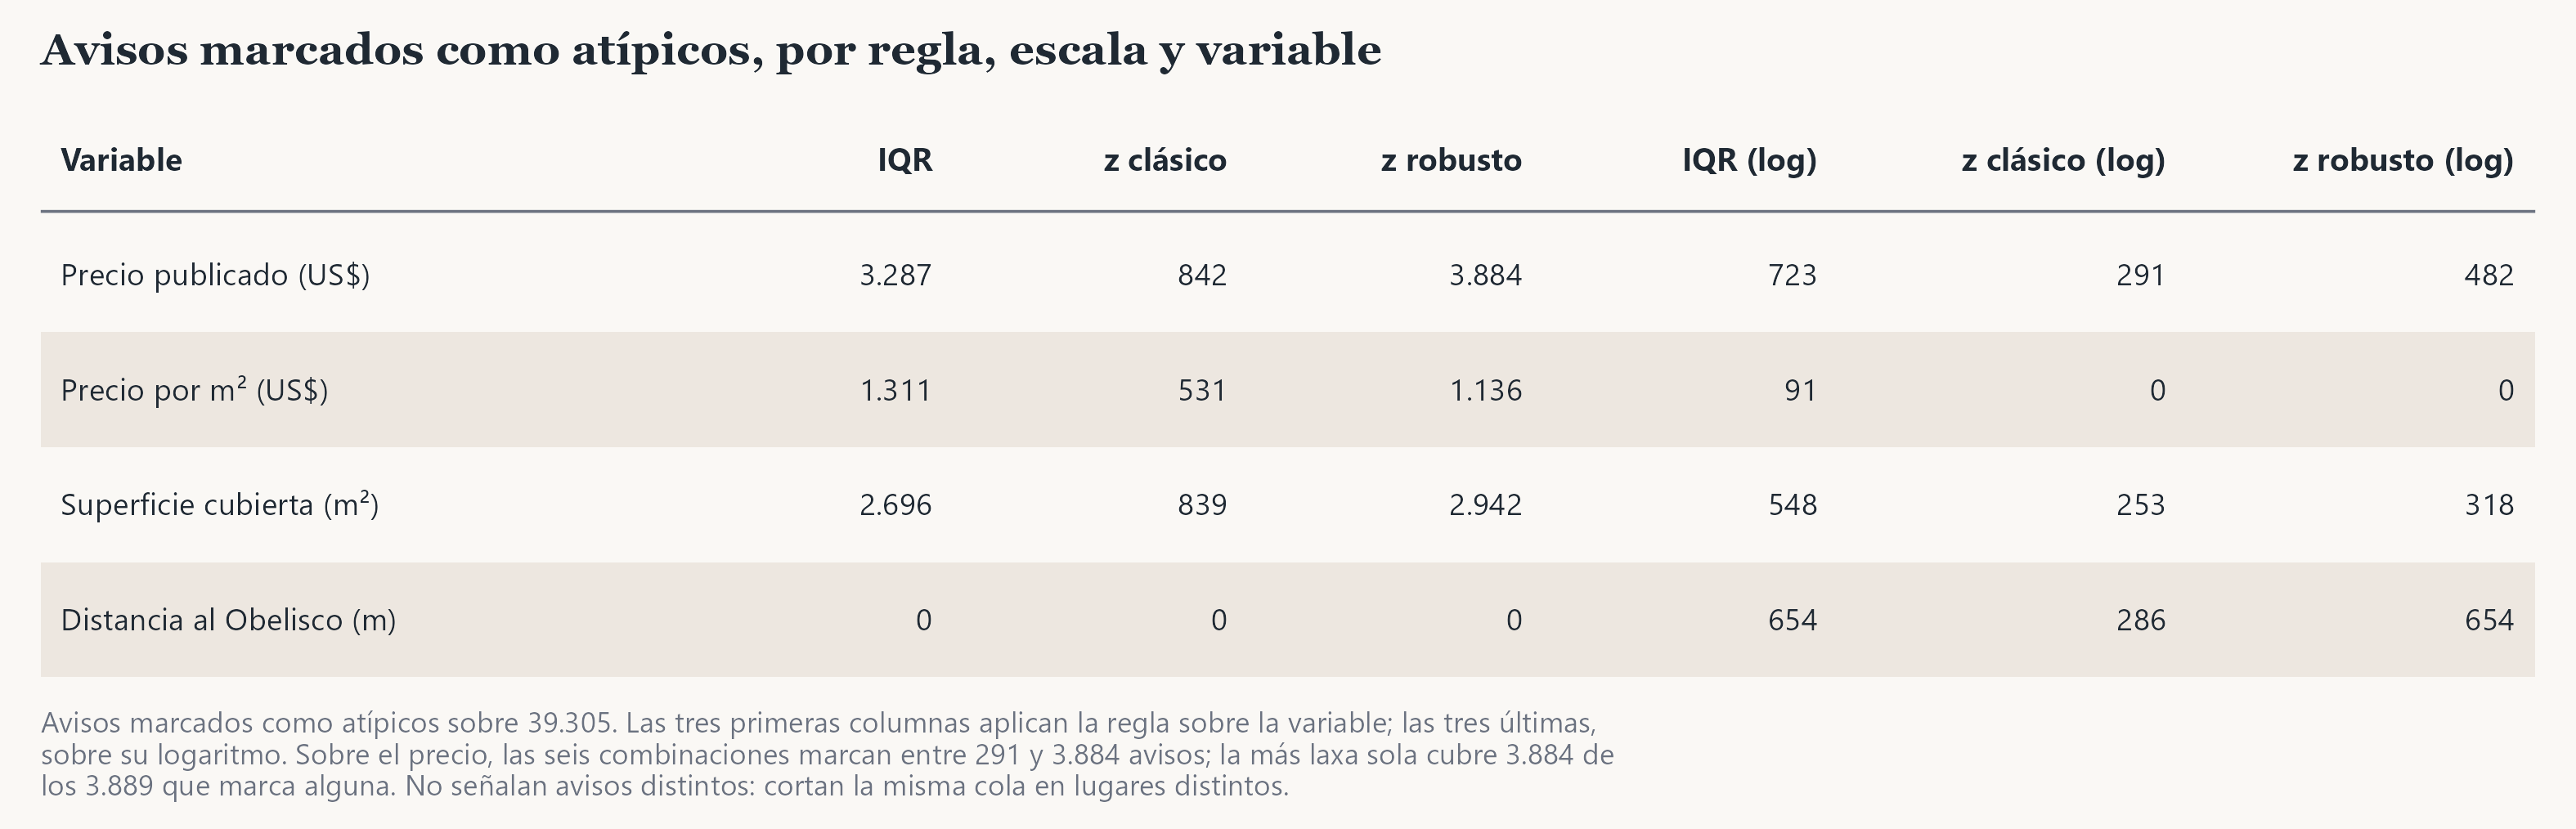 Avisos marcados como atípicos, por regla, escala y variable
Variable IQR z clásico z robusto IQR (log) z clásico (log) z robusto (log)
Precio publicado (US$) 3.287 842 3.884 723 291 482
Precio por m² (US$) 1.311 531 1.136 91 0 0
Superficie cubierta (m²) 2.696 839 2.942 548 253 318
Distancia al Obelisco (m) 0 0 0 654 286 654
Avisos marcados como atípicos sobre 39.305. Las tres primeras columnas aplican la regla sobre la variable; las tres últimas,
sobre su logaritmo. Sobre el precio, las seis combinaciones marcan entre 291 y 3.884 avisos; la más laxa sola cubre 3.884 de
los 3.889 que marca alguna. No señalan avisos distintos: cortan la misma cola en lugares distintos.